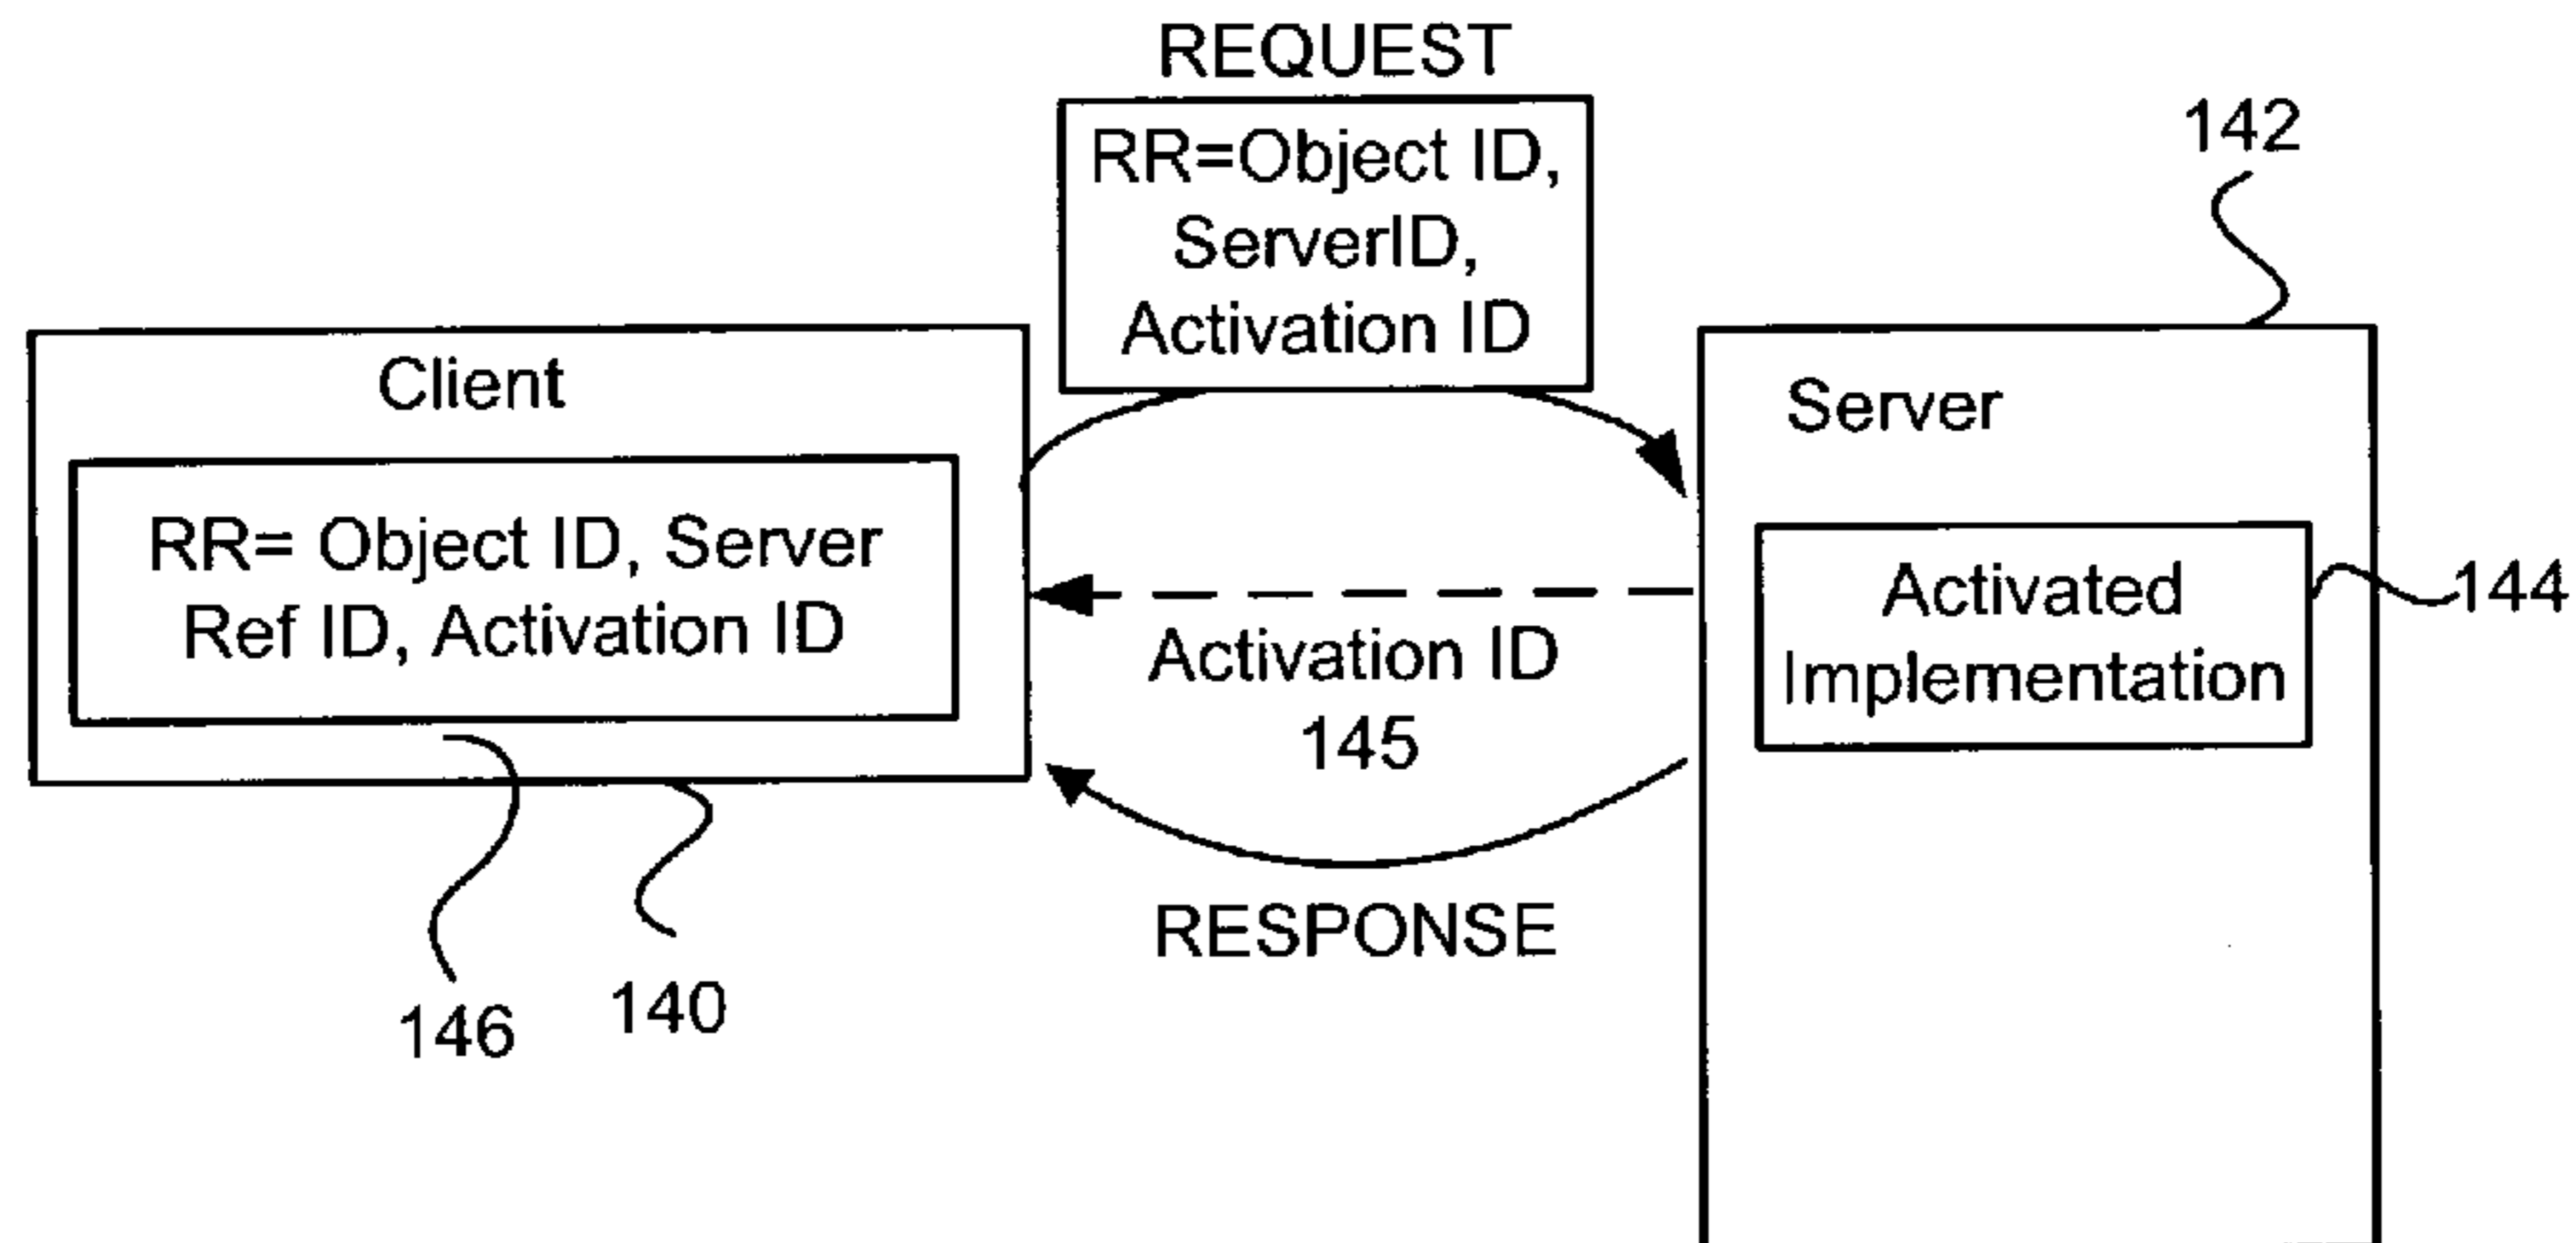 REQUEST
RR=Object ID,
ServerID,
Activation ID
142
Client
RR= Object ID, Server
Ref ID, Activation ID
Server
Activated
Implementation
144
Activation ID
145
RESPONSE
146
140